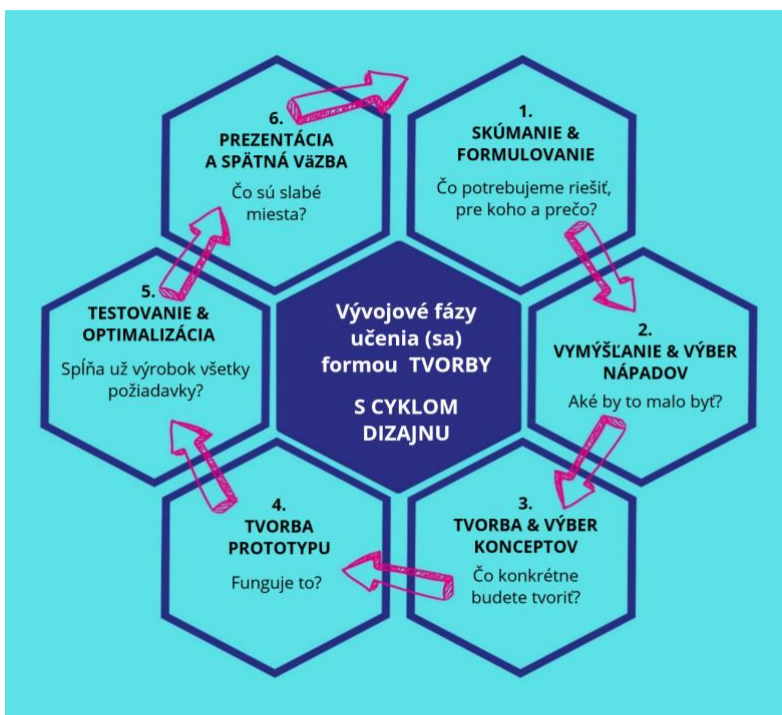 Vývojové fázy
učenia (sa)
formou TVORBY
S CYKLOM
DIZAJNU
1.
SKÚMANIE &
FORMULOVANIE
Čo potrebujeme riešiť,
pre koho a prečo?
2.
VYMÝŠĽANIE & VÝBER
NÁPADOV
Aké by to malo byť?
3.
TVORBA & VÝBER
KONCEPTOV
Čo konkrétne
budete tvoriť?
4.
TVORBA
PROTOTYPU
Funguje to?
5.
TESTOVANIE &
OPTIMALIZÁCIA
Spĺňa už výrobok všetky
požiadavky?
6.
PREZENTÁCIA
A SPÄTNÁ VäZBA
Čo sú slabé
miesta?